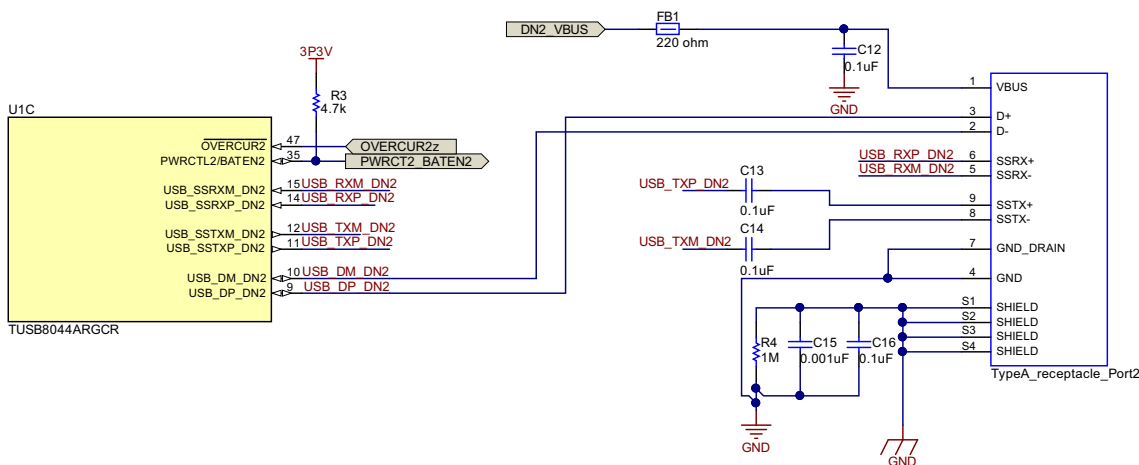 FB1
DN2_VBUS
220 ohm
C12
0.1uF
GND
3P3V
R3
4.7k
U1C
OVERCUR2
47
OVERCUR2z
PWRCTL2/BATEN2
35
PWRCT2_BATEN2
USB_SSRXM_DN2
15
USB_RXM_DN2
USB_SSRXP_DN2
14
USB_RXP_DN2
USB_SSTXM_DN2
12
USB_TXM_DN2
USB_SSTXP_DN2
11
USB_TXP_DN2
USB_DM_DN2
10
USB_DM_DN2
USB_DP_DN2
9
USB_DP_DN2
TUSB8044ARGCR
1
VBUS
3
D+
2
D-
USB_RXP_DN2
6
SSRX+
USB_RXM_DN2
5
SSRX-
USB_TXP_DN2
C13
0.1uF
9
SSTX+
8
SSTX-
USB_TXM_DN2
C14
0.1uF
7
GND_DRAIN
4
GND
S1
SHIELD
S2
SHIELD
S3
SHIELD
S4
SHIELD
R4
1M
C15
0.001uF
C16
0.1uF
TypeA_receptacle_Port2
GND
GND